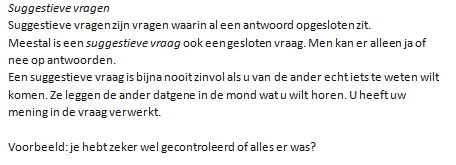 Suggestieve vragen
Suggestieve vragen zijn vragen waarin al een antwoord opgesloten zit.
Meestal is een suggestieve vraag ook een gesloten vraag. Men kan er alleen ja of
nee op antwoorden.
Een suggestieve vraag is bijna nooit zinvol als u van de ander echt iets te weten wilt
komen. Ze leggen de ander datgene in de mond wat u wilt horen. U heeft uw
mening in de vraag verwerkt.
Voorbeeld: je hebt zeker wel gecontroleerd of alles er was?